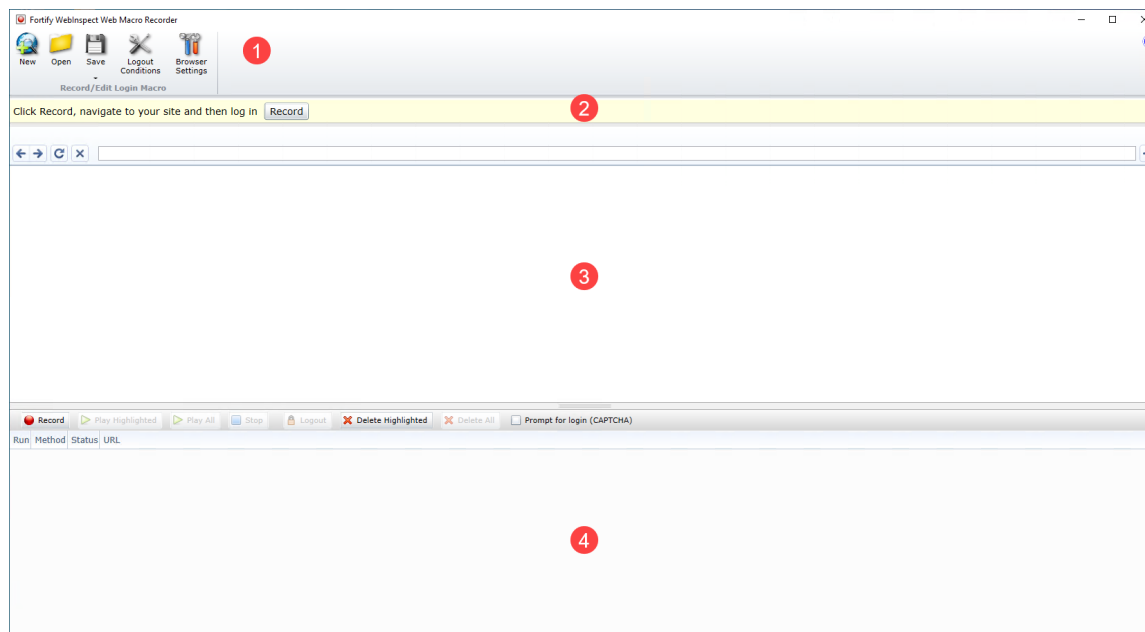 Fortify WebInspect Web Macro Recorder
New Open Save Logout Conditions Browser Settings
1
Record/Edit Login Macro
Click Record, navigate to your site and then log in Record
2
3
Record Play Highlighted Play All Stop Logout Delete Highlighted Delete All Prompt for login (CAPTCHA)
Run Method Status URL
4